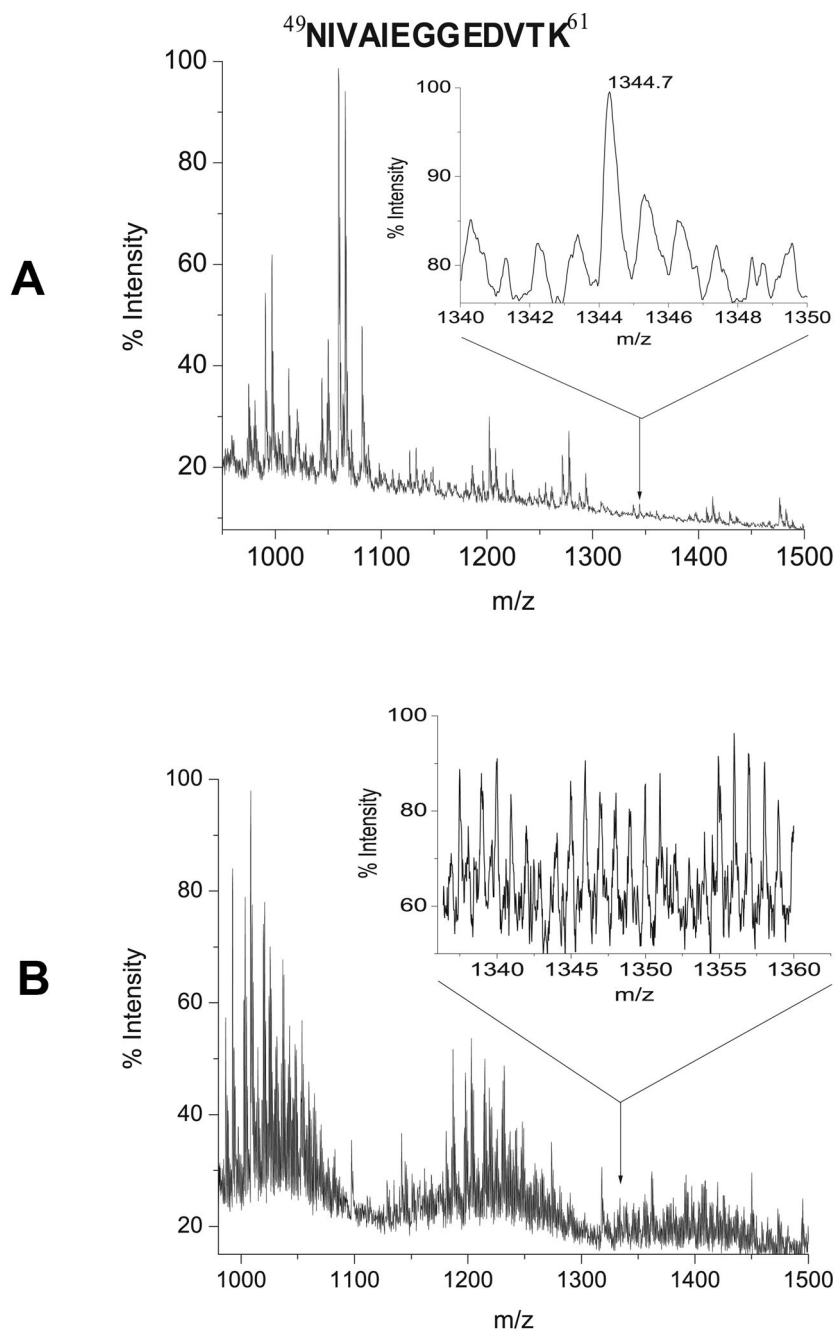 ⁴⁹NIVAIEGGEDVTK⁶¹
A
% Intensity
100
80
60
40
20
1000 1100 1200 1300 1400 1500
m/z
1344.7
% Intensity
100
90
80
1340 1342 1344 1346 1348 1350
m/z
B
% Intensity
100
80
60
40
20
1000 1100 1200 1300 1400 1500
m/z
% Intensity
100
80
60
1340 1345 1350 1355 1360
m/z